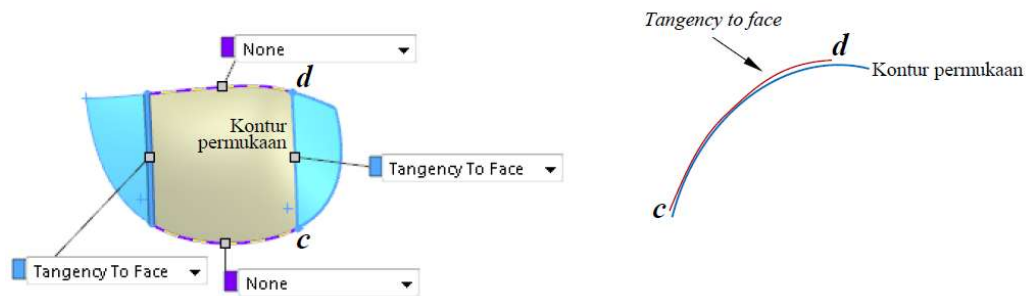 None
d
Kontur
permukaan
Tangency To Face
c
Tangency To Face
None
Tangency to face
d
Kontur permukaan
c